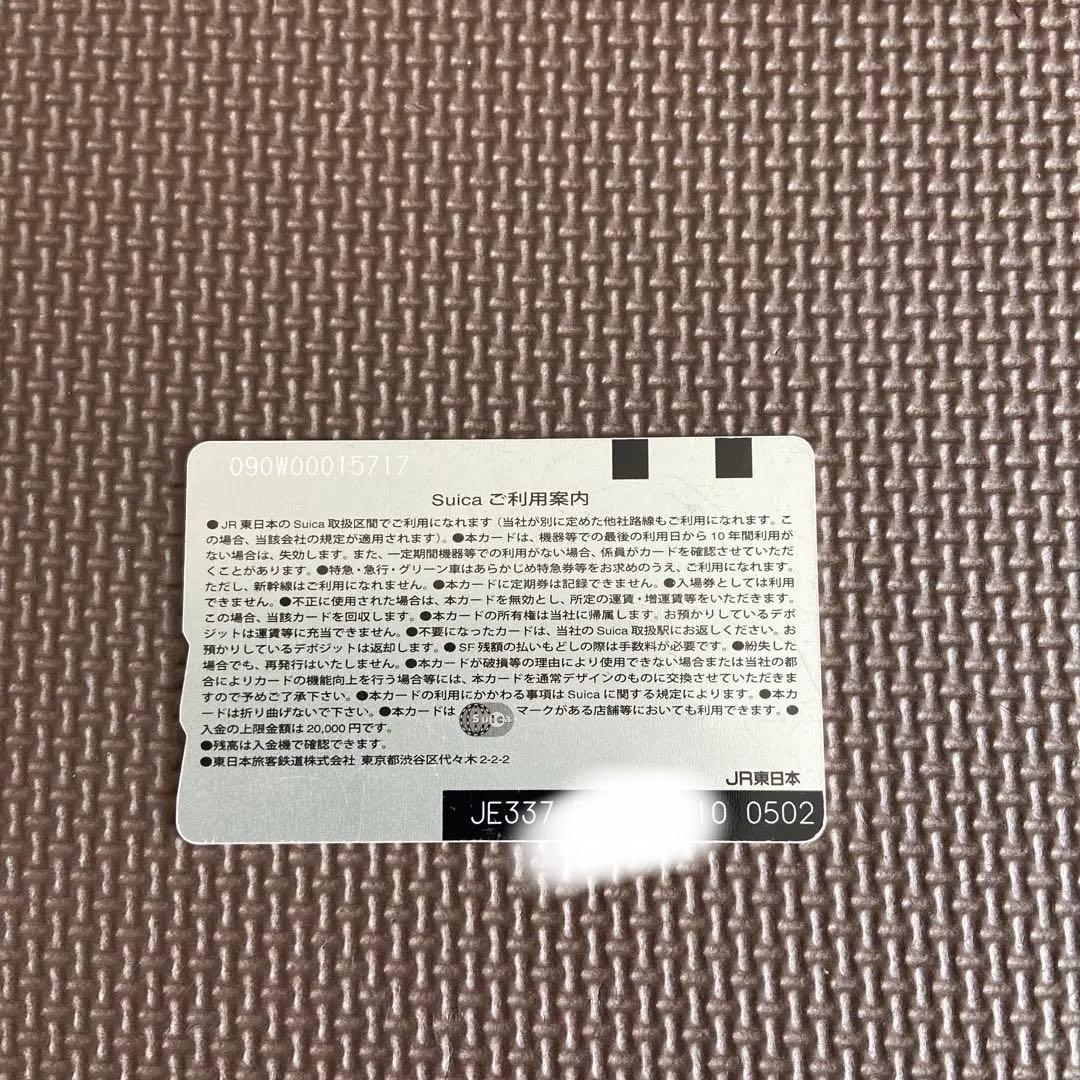 090W00015717
Suica ご利用案内
●JR東日本のSuica取扱区間でご利用になれます（当社が別に定めた他社路線もご利用になれます。こ
の場合、当該会社の規定が適用されます）。●本カードは、機器等での最後の利用日から10年間利用が
ない場合は、失効します。また、一定期間機器等での利用がない場合、係員がカードを確認させていただ
くことがあります。●特急・急行・グリーン車はあらかじめ特急券等をお求めのうえ、ご利用になれます。
ただし、新幹線はご利用になれません。●本カードに定期券は記録できません。●入場券としては利用
できません。●不正に使用された場合は、本カードを無効とし、所定の運賃・増運賃等をいただきます。
この場合、当該カードを回収します。●本カードの所有権は当社に帰属します。お預かりしているデポ
ジットは運賃等に充当できません。●不要になったカードは、当社のSuica取扱駅にお返しください。お
預かりしているデポジットは返却します。●SF残額の払いもどしの際は手数料が必要です。●紛失した
場合でも、再発行はいたしません。●本カードが破損等の理由により使用できない場合または当社の都
合によりカードの機能向上を行う場合等には、本カードを通常デザインのものに交換させていただきま
すので予めご了承下さい。●本カードの利用にかかわる事項はSuicaに関する規定によります。●本カ
ードは折り曲げないで下さい。●本カードは Suica マークがある店舗等においても利用できます。●
入金の上限金額は20,000円です。
●残高は入金機で確認できます。
●東日本旅客鉄道株式会社 東京都渋谷区代々木2-2-2
JR東日本
JE337 10 0502